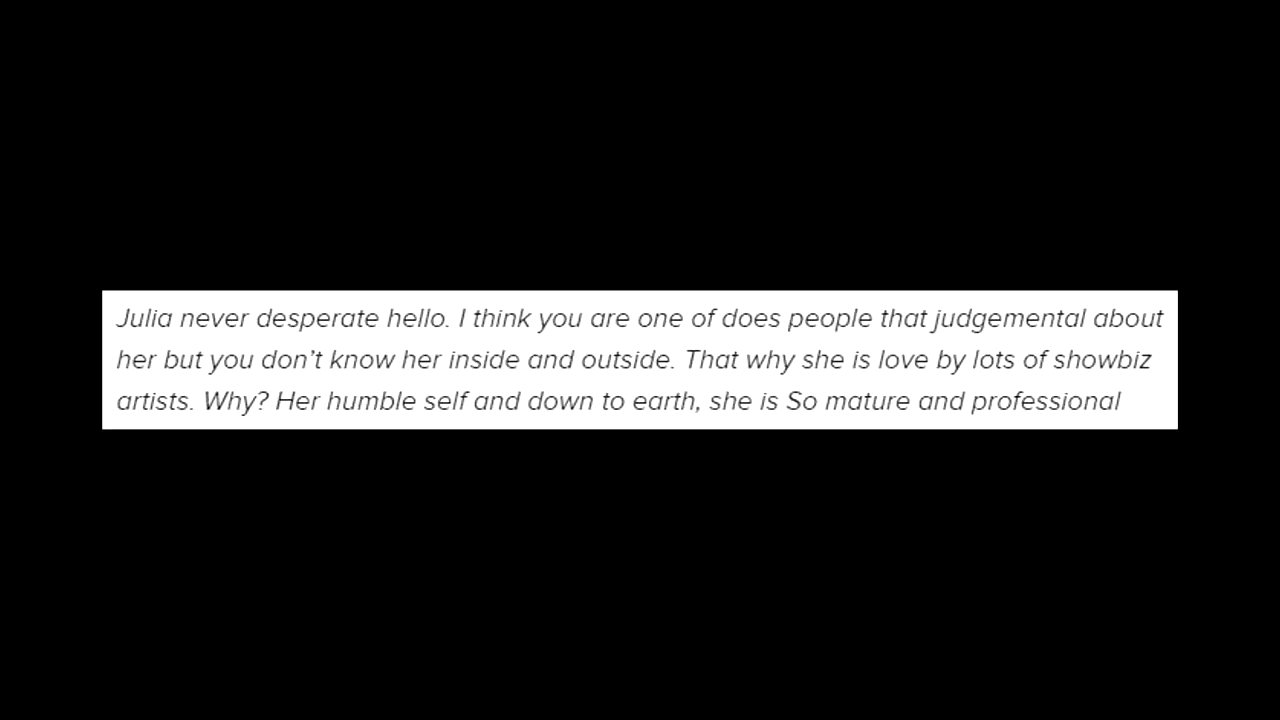 Julia never desperate hello. I think you are one of does people that judgemental about
her but you don’t know her inside and outside. That why she is love by lots of showbiz
artists. Why? Her humble self and down to earth, she is So mature and professional